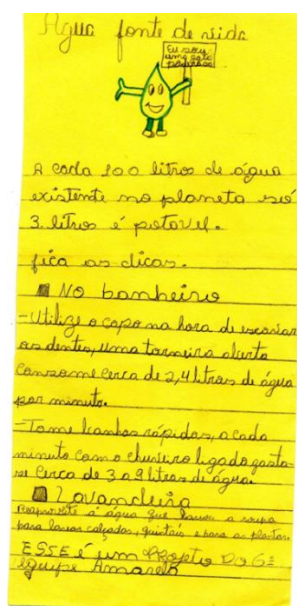 Água fonte de vida
Eu sou
uma gota
A cada 100 litros de água
existente no planeta só
3 litros é potavel.
fica as dicas.
No banheiro
-Utilize o copo na hora de escovar
os dentes, uma torneira aberta
consome cerca de 2,4 litros de água
por minuto.
-Tome banhos rápidos, a cada
minuto com o chuveiro ligado gasta-
se cerca de 3 a 9 litros de água.
Lavanderia
Reaproveite a água que lavou a roupa
para lavar calçados, quintais e para as plantas.
ESSE é um Projeto DO 6º
equipe Amarela